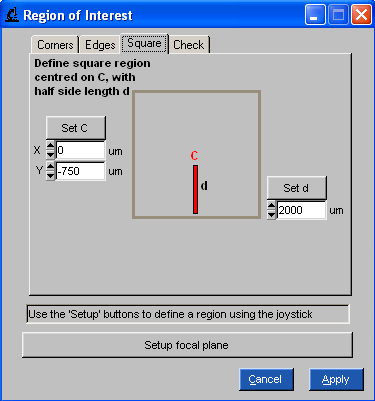 Region of Interest
Corners Edges Square Check
Define square region
centred on C, with
half side length d
Set C
X 0 um
Y -750 um
C
d
Set d
2000 um
Use the 'Setup' buttons to define a region using the joystick
Setup focal plane
Cancel Apply